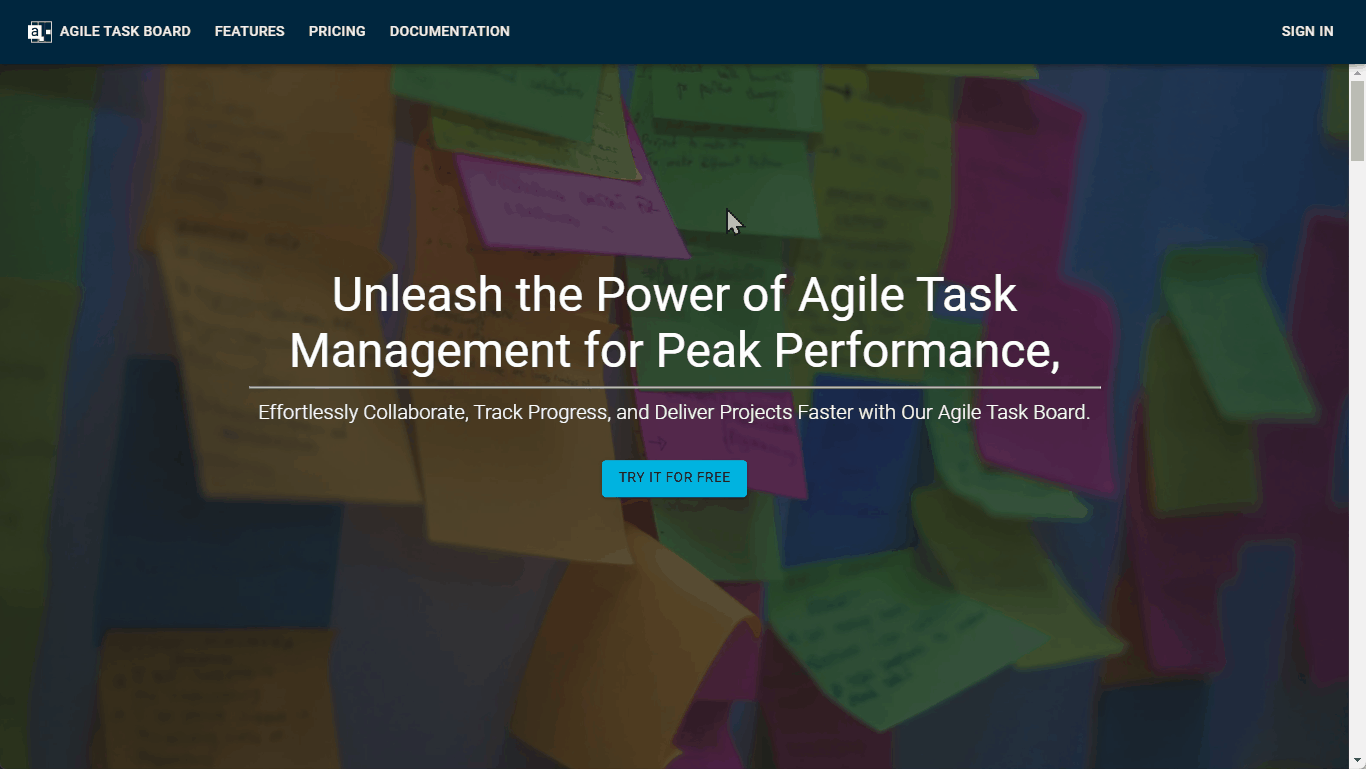 a
AGILE TASK BOARD
FEATURES
PRICING
DOCUMENTATION
SIGN IN
Unleash the Power of Agile Task
Management for Peak Performance,
Effortlessly Collaborate, Track Progress, and Deliver Projects Faster with Our Agile Task Board.
TRY IT FOR FREE